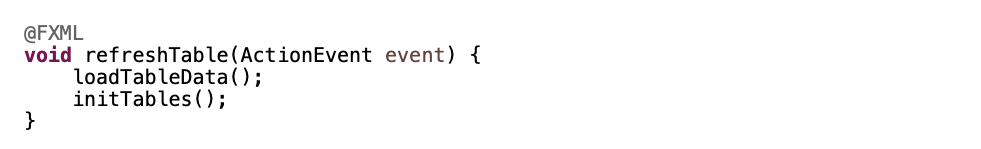 @FXML
void refreshTable(ActionEvent event) {
    loadTableData();
    initTables();
}